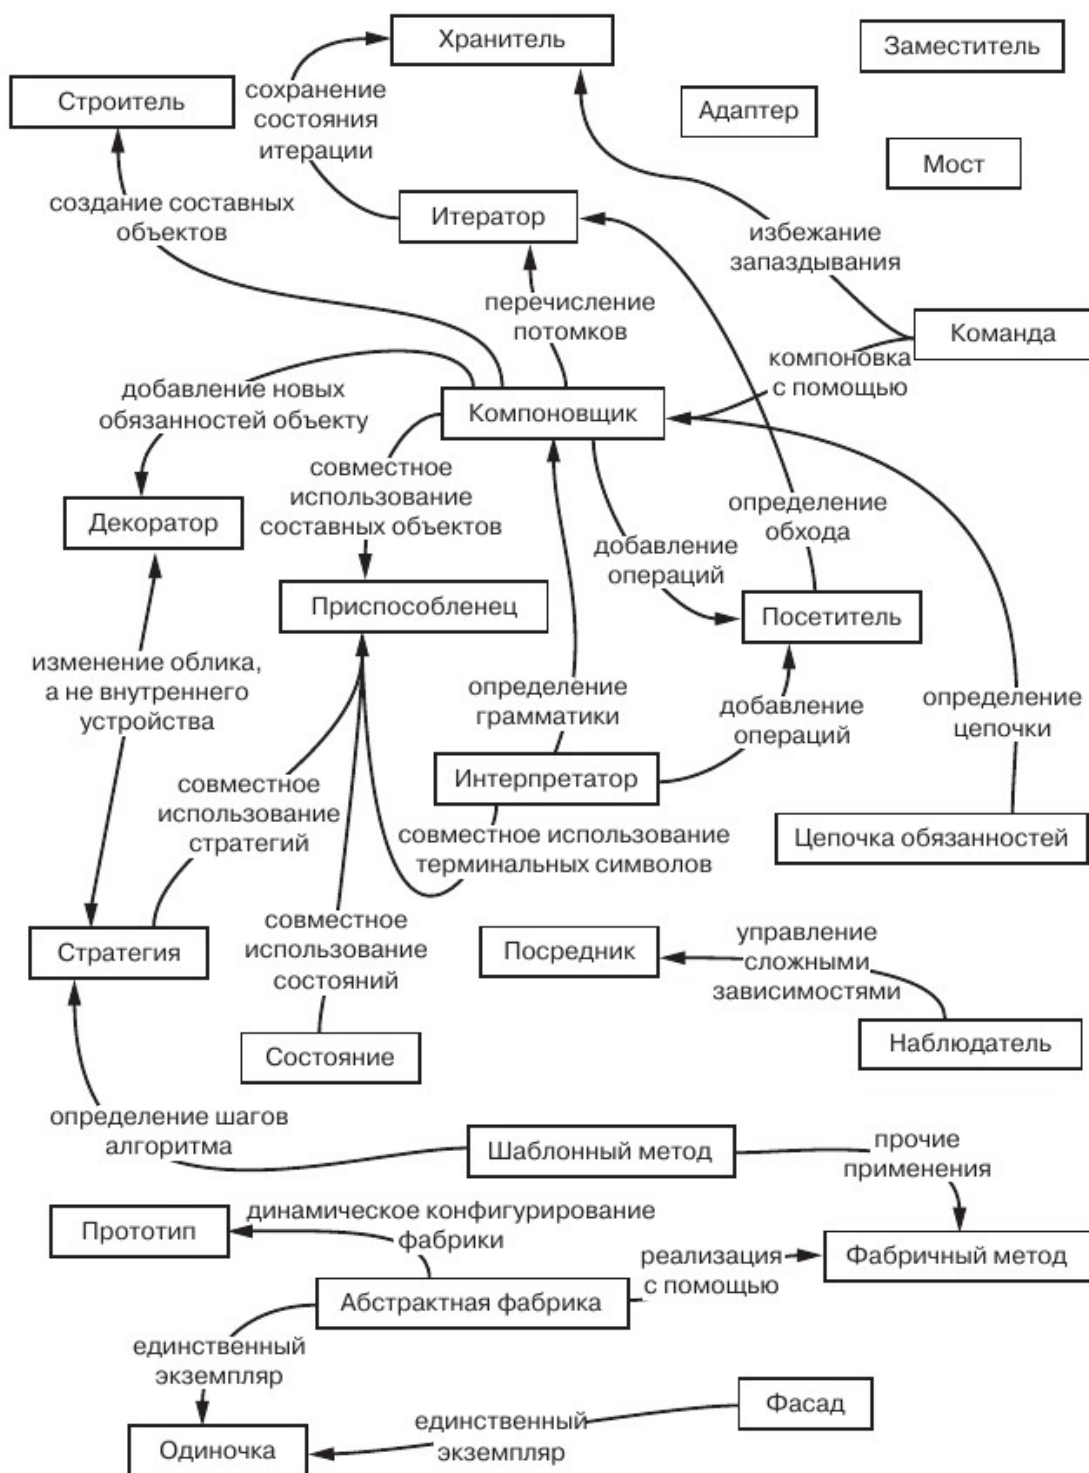 Хранитель
Заместитель
Строитель
сохранение
состояния
итерации
Адаптер
Мост
создание составных
объектов
Итератор
избежание
запаздывания
перечисление
потомков
Команда
компоновка
с помощью
добавление новых
обязанностей объекту
Компоновщик
совместное
использование
составных объектов
Декоратор
определение
обхода
добавление
операций
Приспособленец
Посетитель
изменение облика,
а не внутреннего
устройства
определение
грамматики
добавление
операций
определение
цепочки
Интерпретатор
совместное
использование
стратегий
совместное использование
терминальных символов
Цепочка обязанностей
Стратегия
совместное
использование
состояний
Посредник
управление
сложными
зависимостями
Состояние
Наблюдатель
определение шагов
алгоритма
Шаблонный метод
прочие
применения
Прототип
динамическое конфигурирование
фабрики
реализация
с помощью
Фабричный метод
Абстрактная фабрика
единственный
экземпляр
Фасад
единственный
экземпляр
Одиночка